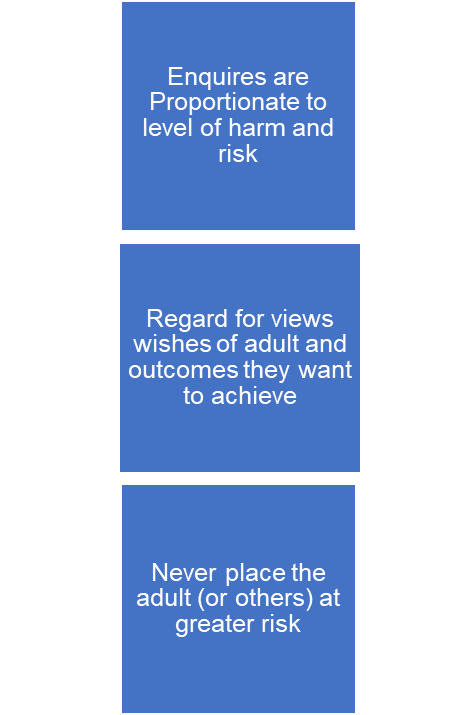 Enquires are
Proportionate to
level of harm and
risk
Regard for views
wishes of adult and
outcomes they want
to achieve
Never place the
adult (or others) at
greater risk